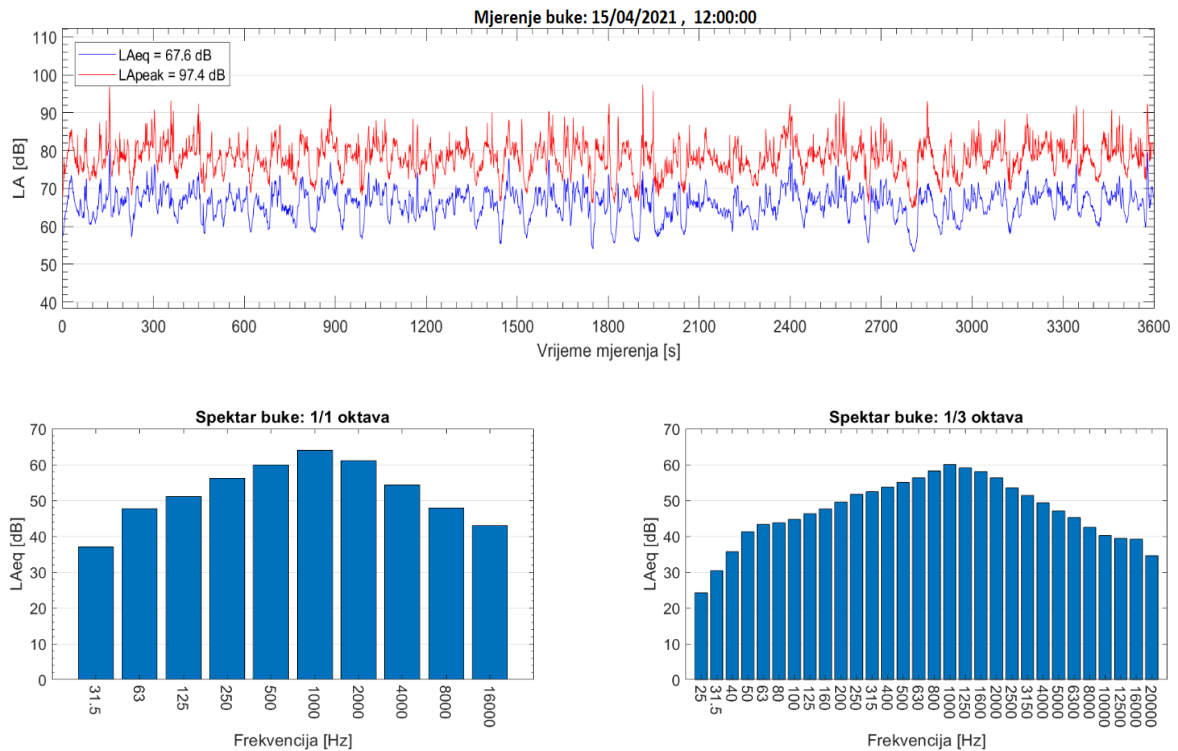 Mjerenje buke: 15/04/2021 , 12:00:00
LAeq = 67.6 dB
LApeak = 97.4 dB
110
100
90
80
70
60
50
40
LA [dB]
0 300 600 900 1200 1500 1800 2100 2400 2700 3000 3300 3600
Vrijeme mjerenja [s]
Spektar buke: 1/1 oktava
70
60
50
40
30
20
10
0
LAeq [dB]
31.5 63 125 250 500 1000 2000 4000 8000 16000
Frekvencija [Hz]
Spektar buke: 1/3 oktava
70
60
50
40
30
20
10
0
LAeq [dB]
25 31.5 40 50 63 80 100 125 160 200 250 315 400 500 630 800 1000 1250 1600 2000 2500 3150 4000 5000 6300 8000 10000 12500 16000 20000
Frekvencija [Hz]